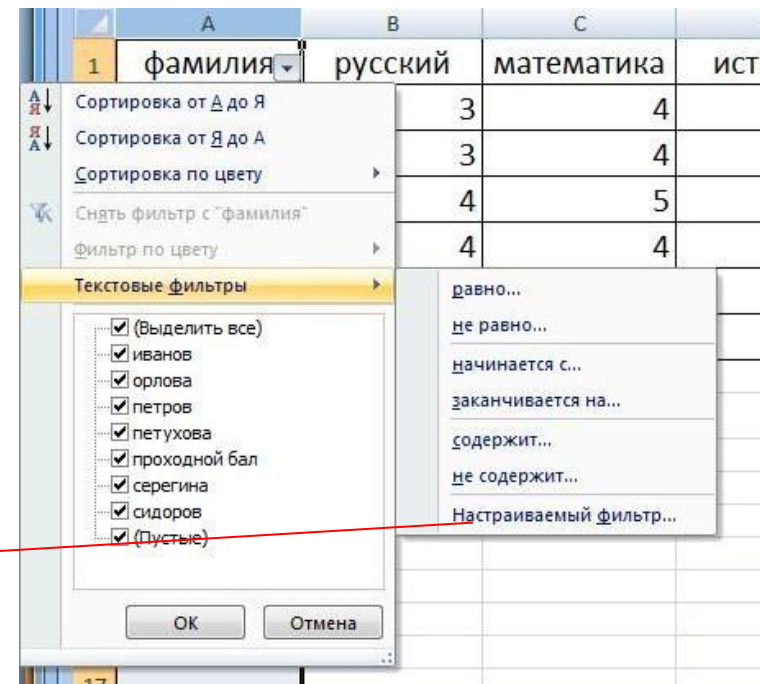 A B C
1 фамилия русский математика ист
Сортировка от А до Я 3 4
Сортировка от Я до А 3 4
Сортировка по цвету
Снять фильтр с "фамилия" 4 5
Фильтр по цвету 4 4
Текстовые фильтры
(Выделить все)
иванов
орлова
петров
петухова
проходной бал
серегина
сидоров
(Пустые)
ОК Отмена
равно...
не равно...
начинается с...
заканчивается на...
содержит...
не содержит...
Настраиваемый фильтр...
17